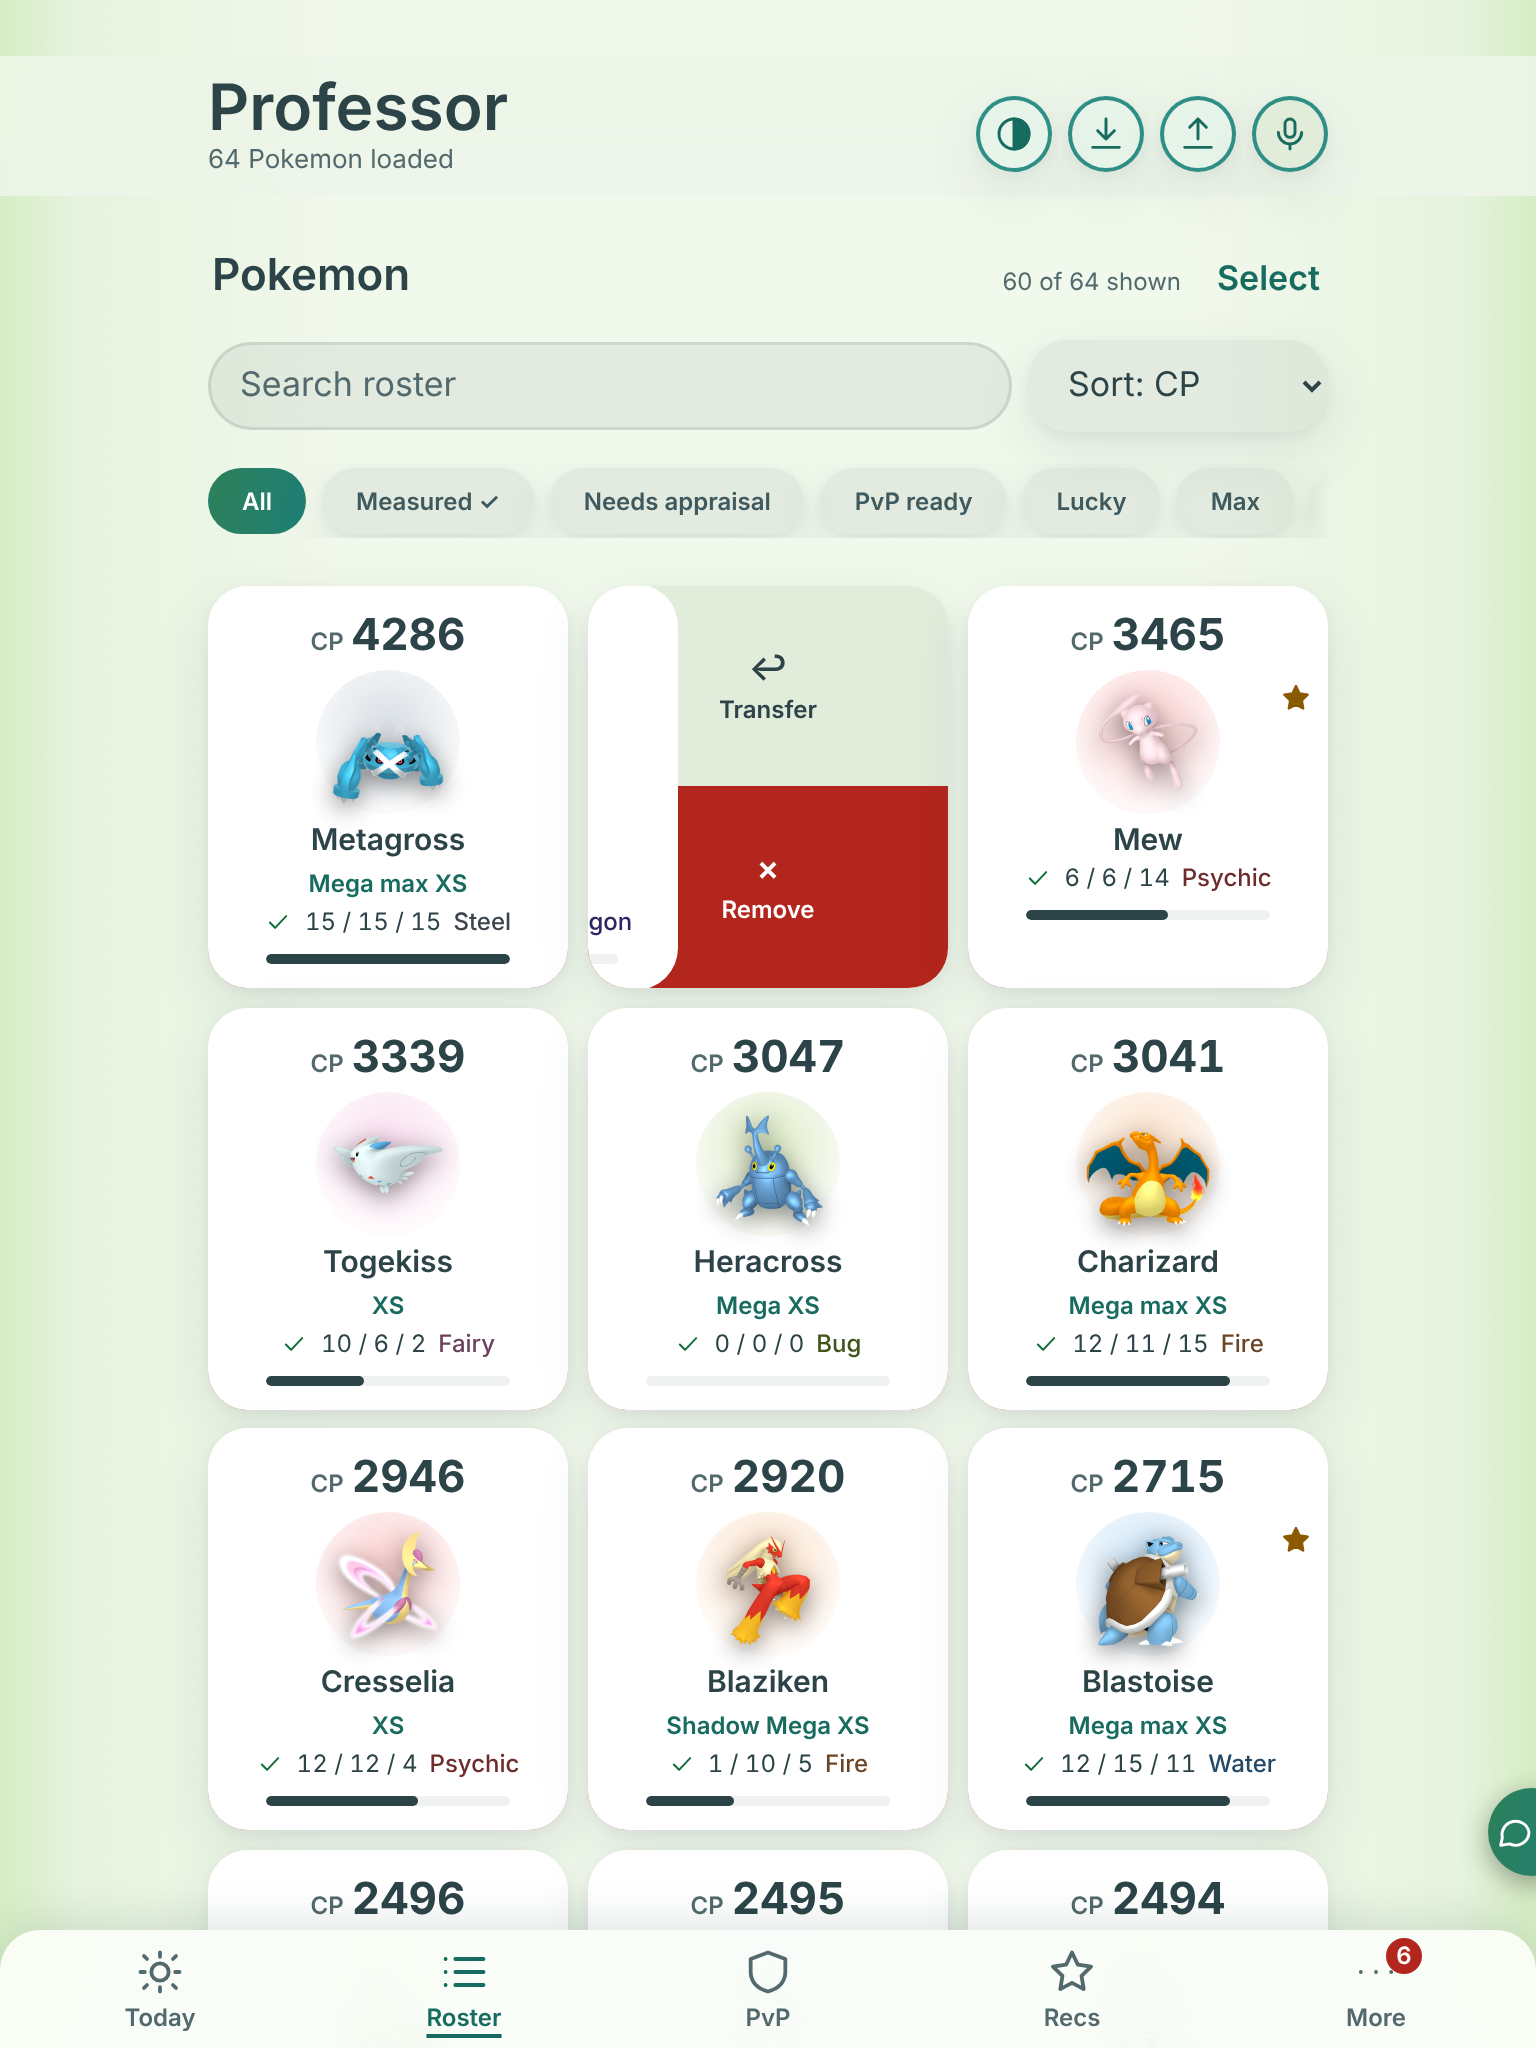 Professor
64 Pokemon loaded
Pokemon
60 of 64 shown
Select
Search roster
Sort: CP
All
Measured ✓
Needs appraisal
PvP ready
Lucky
Max
CP 4286
Metagross
Mega max XS
✓ 15 / 15 / 15 Steel
gon
Transfer
× Remove
CP 3465
Mew
✓ 6 / 6 / 14 Psychic
CP 3339
Togekiss
XS
✓ 10 / 6 / 2 Fairy
CP 3047
Heracross
Mega XS
✓ 0 / 0 / 0 Bug
CP 3041
Charizard
Mega max XS
✓ 12 / 11 / 15 Fire
CP 2946
Cresselia
XS
✓ 12 / 12 / 4 Psychic
CP 2920
Blaziken
Shadow Mega XS
✓ 1 / 10 / 5 Fire
CP 2715
Blastoise
Mega max XS
✓ 12 / 15 / 11 Water
CP 2496
CP 2495
CP 2494
Today
Roster
PvP
Recs
6
More